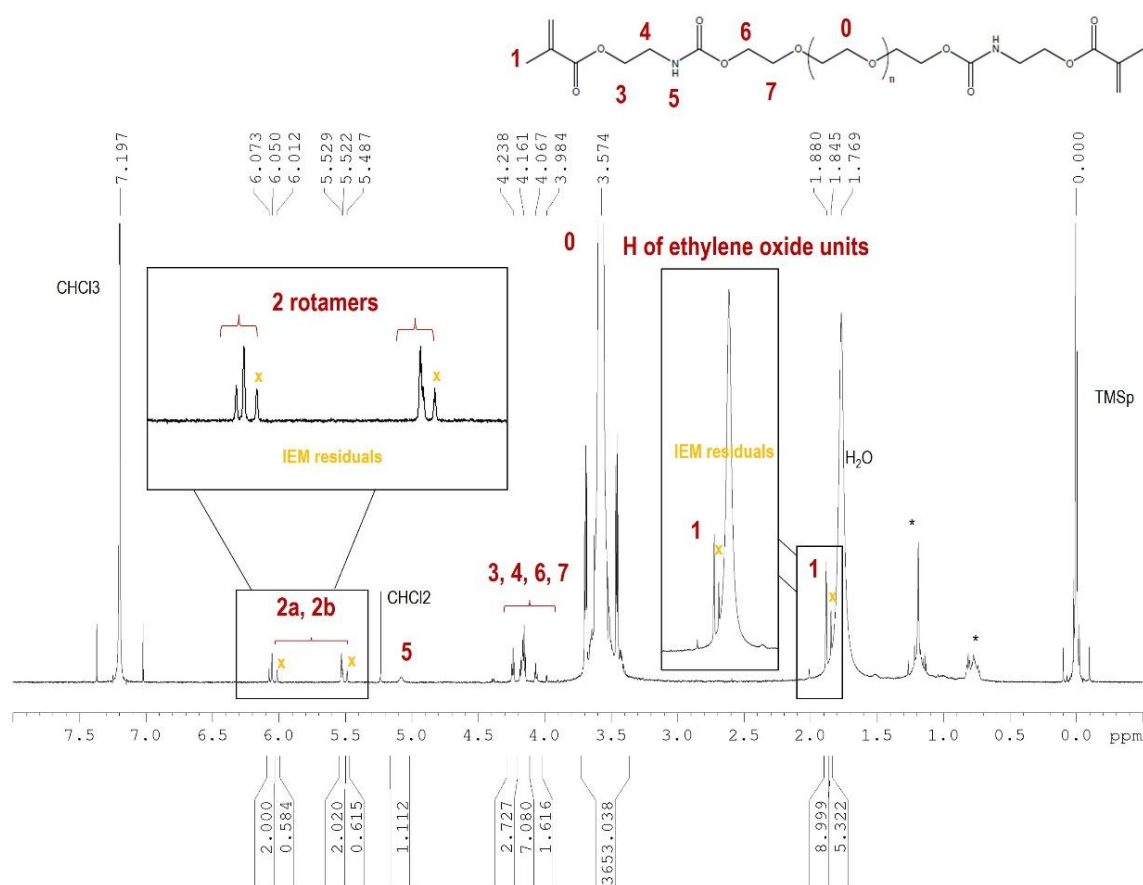 0
4
6
1
O
O
N
H
O
O
O
O
n
O
O
N
H
O
O
3
5
7
7.197
6.073
6.050
6.012
5.529
5.522
5.487
4.238
4.161
4.067
3.984
3.574
1.880
1.845
1.769
0.000
0
H of ethylene oxide units
CHCl3
2 rotamers
x
x
IEM residuals
IEM residuals
H2O
TMSp
1
x
*
3, 4, 6, 7
1
x
2a, 2b
CHCl2
x
x
5
*
7.5 7.0 6.5 6.0 5.5 5.0 4.5 4.0 3.5 3.0 2.5 2.0 1.5 1.0 0.5 0.0 ppm
2.000
0.584
2.020
0.615
1.112
2.727
7.080
1.616
3653.038
8.999
5.322